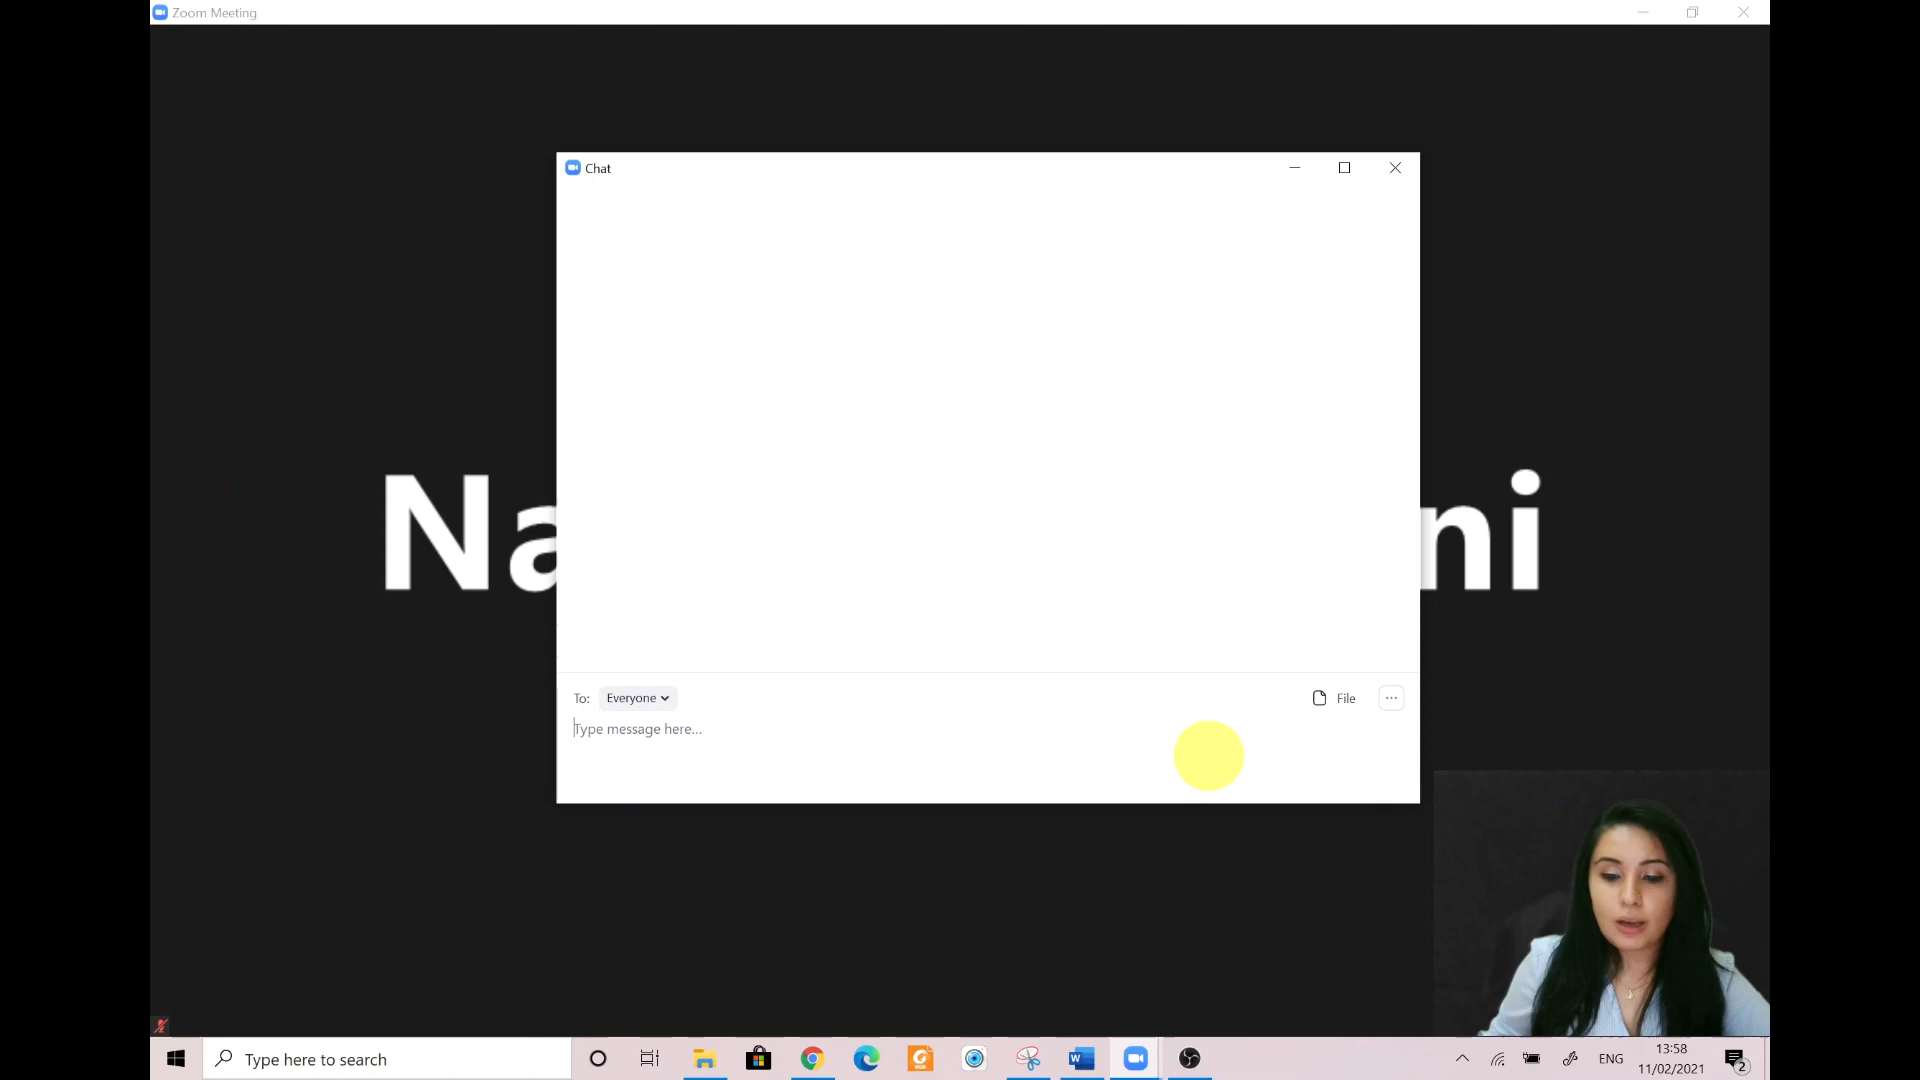 Zoom Meeting
Chat
Na
ni
To: Everyone
File
Type message here...
Type here to search
ENG
13:58
11/02/2021
2